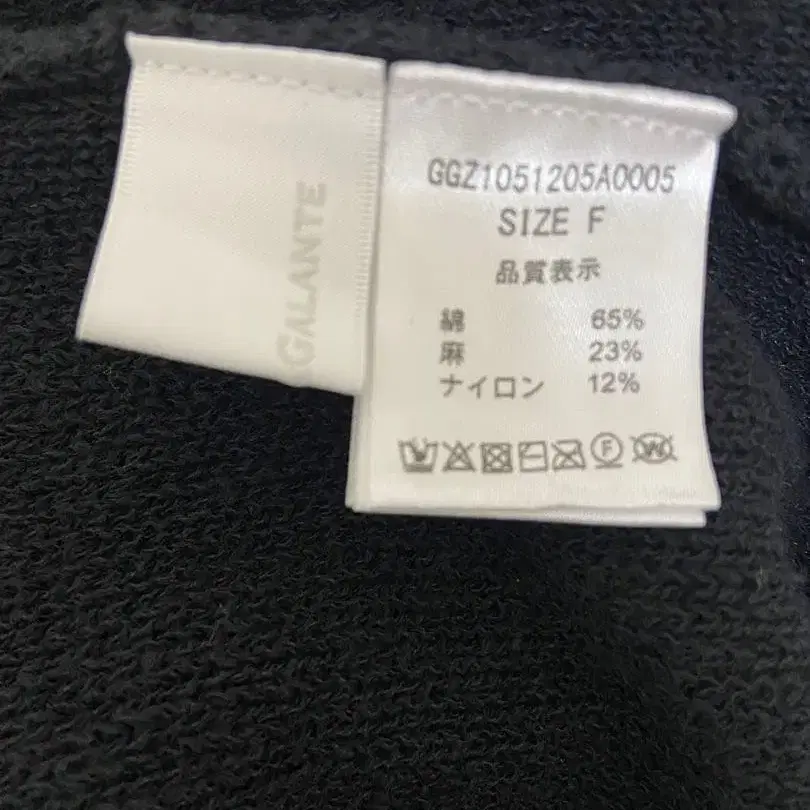 GALANTE
GGZ1051205A0005
SIZE F
品質表示
綿 65%
麻 23%
ナイロン 12%
F W